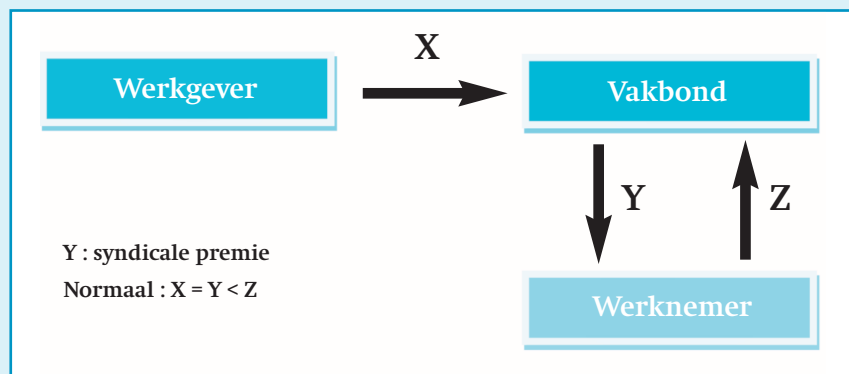 X
Werkgever
Vakbond
Y
Z
Y : syndicale premie
Normaal : X = Y < Z
Werknemer